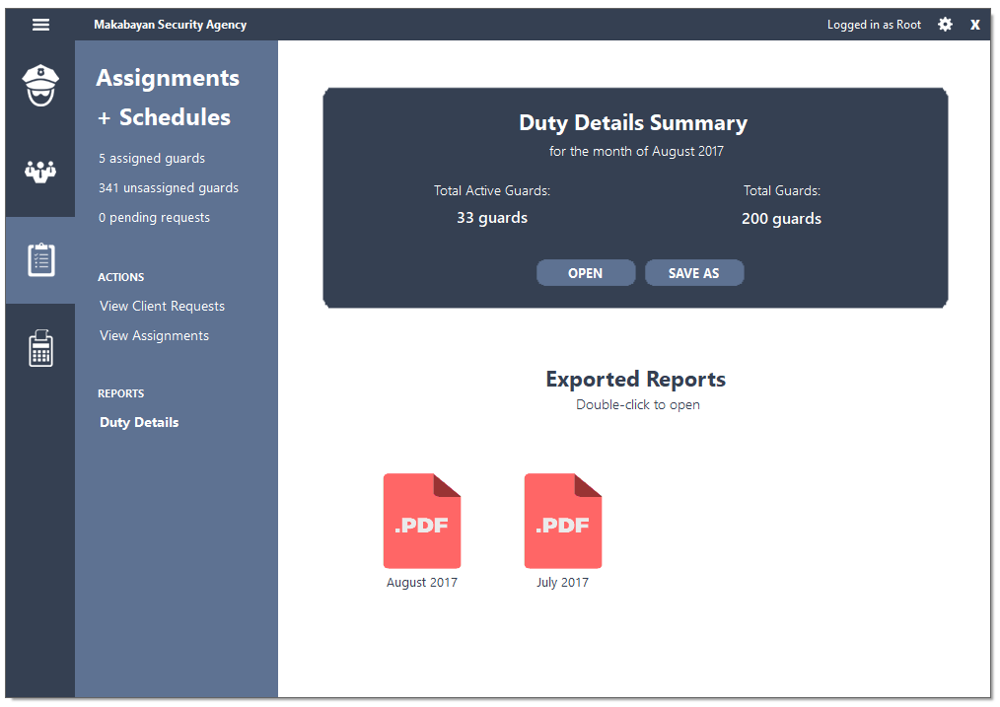 Makabayan Security Agency
Logged in as Root
X
Assignments
+ Schedules
5 assigned guards
341 unassigned guards
0 pending requests
ACTIONS
View Client Requests
View Assignments
REPORTS
Duty Details
Duty Details Summary
for the month of August 2017
Total Active Guards:
33 guards
Total Guards:
200 guards
OPEN
SAVE AS
Exported Reports
Double-click to open
.PDF
August 2017
.PDF
July 2017